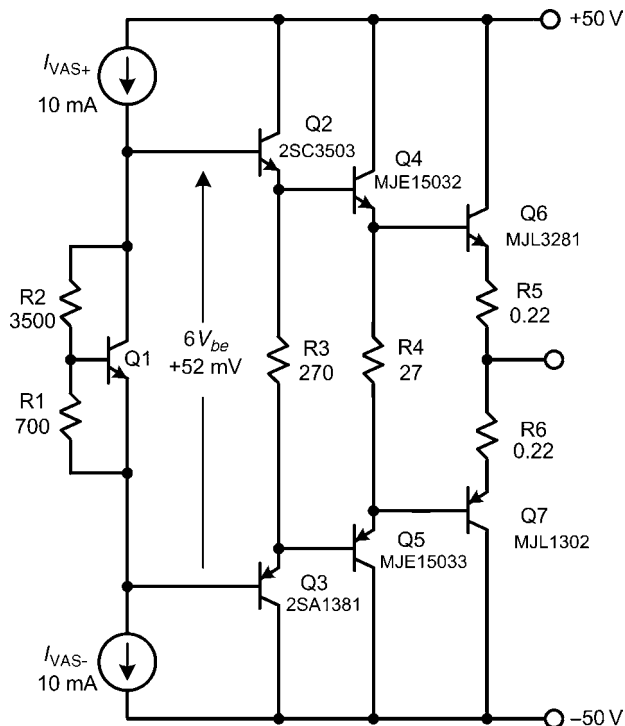 +50 V
I_VAS+
10 mA
Q2
2SC3503
Q4
MJE15032
Q6
MJL3281
R2
3500
Q1
6V_be
+52 mV
R3
270
R4
27
R5
0.22
R1
700
R6
0.22
Q7
MJL1302
Q5
MJE15033
Q3
2SA1381
I_VAS-
10 mA
–50 V